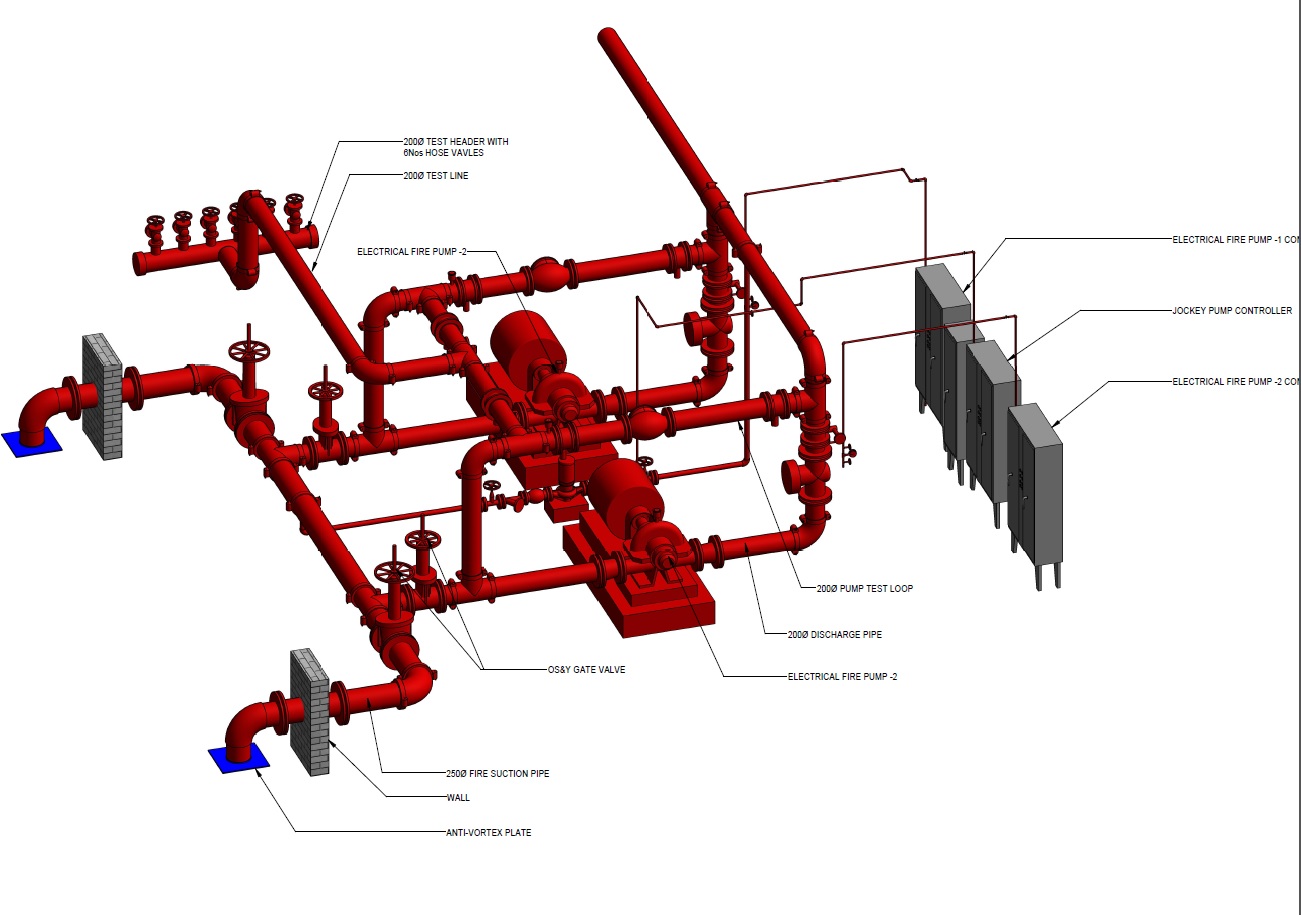 200Ø TEST HEADER WITH
6Nos HOSE VAVLES
200Ø TEST LINE
ELECTRICAL FIRE PUMP -2
ELECTRICAL FIRE PUMP -1 CON
JOCKEY PUMP CONTROLLER
ELECTRICAL FIRE PUMP -2 CON
200Ø PUMP TEST LOOP
200Ø DISCHARGE PIPE
OS&Y GATE VALVE
ELECTRICAL FIRE PUMP -2
250Ø FIRE SUCTION PIPE
WALL
ANTI-VORTEX PLATE